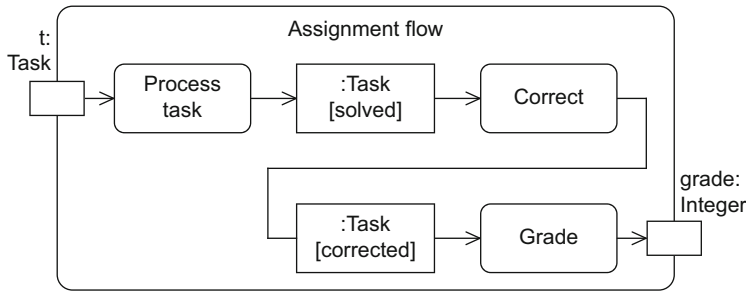 t:
Task
Assignment flow
Process
task
:Task
[solved]
Correct
:Task
[corrected]
Grade
grade:
Integer